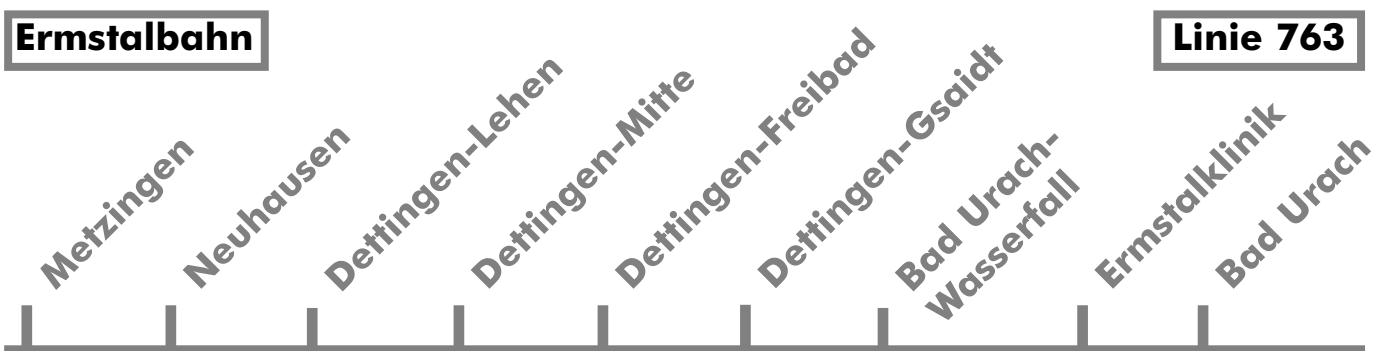 Ermstalbahn
Linie 763
Metzingen
Neuhausen
Dettingen-Lehen
Dettingen-Mitte
Dettingen-Freibad
Dettingen-Gsaidt
Bad Urach-
Wasserfall
Ermstalklinik
Bad Urach